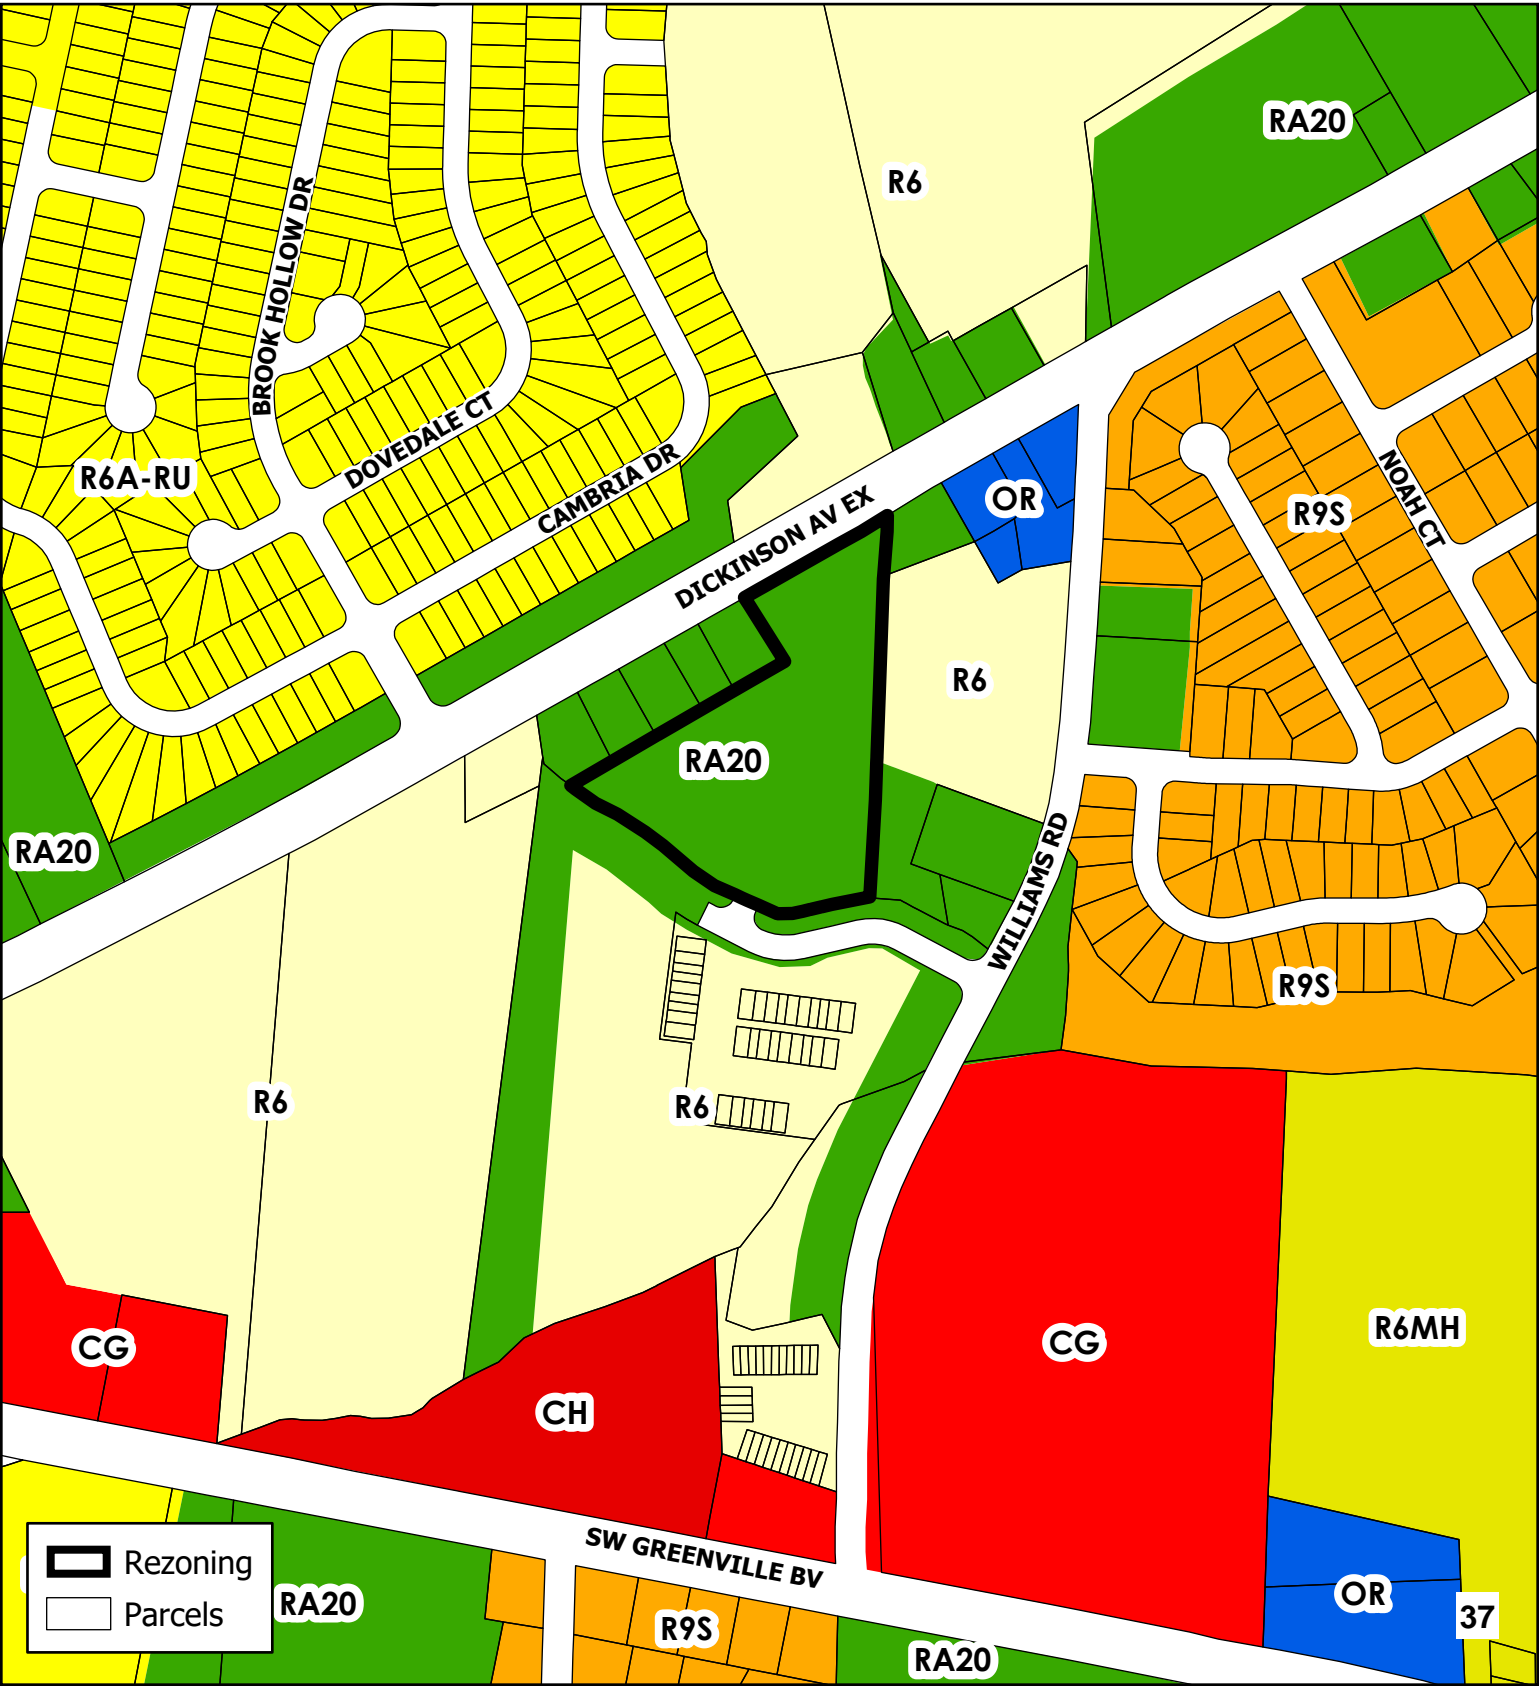 RA20
R6
BROOK HOLLOW DR
R6A-RU
DOVEDALE CT
CAMBRIA DR
DICKINSON AV EX
OR
R9S
NOAH CT
R6
RA20
RA20
WILLIAMS RD
R9S
R6
R6
CG
CH
CG
R6MH
SW GREENVILLE BV
Rezoning
Parcels
RA20
R9S
RA20
OR
37